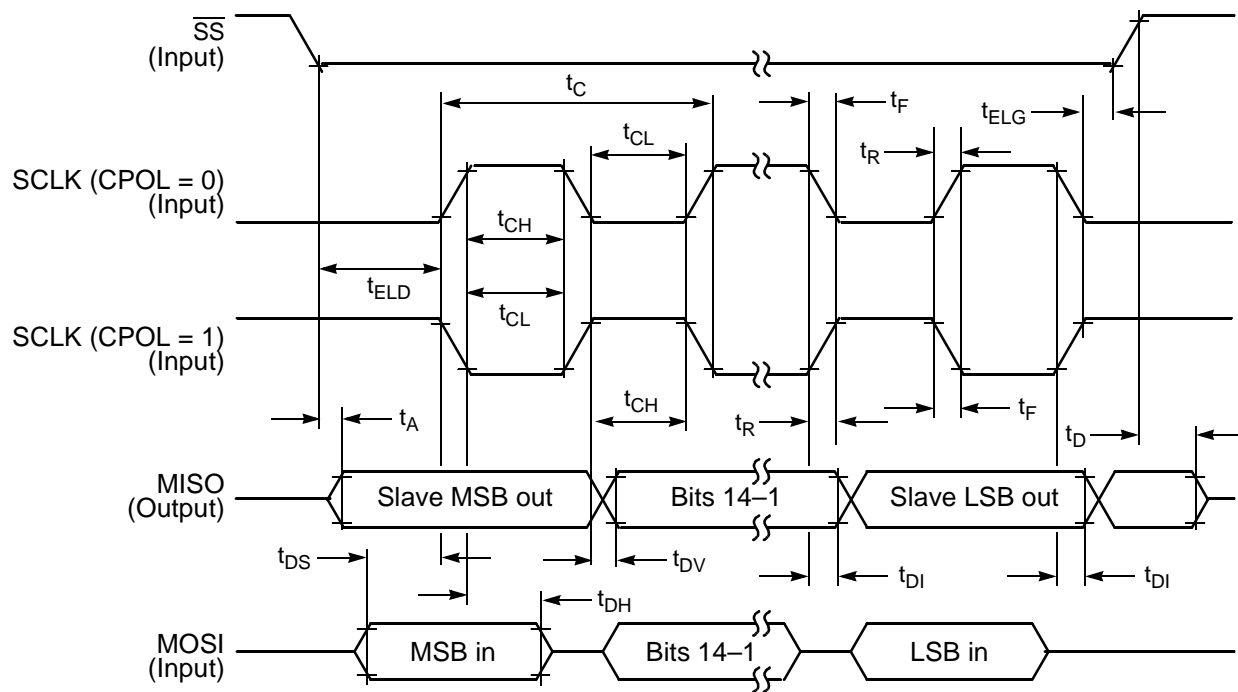 SS
(Input)
t_C
t_F
t_ELG
t_CL
t_R
SCLK (CPOL = 0)
(Input)
t_CH
t_ELD
t_CL
SCLK (CPOL = 1)
(Input)
t_A
t_CH
t_R
t_F
t_D
MISO
(Output)
Slave MSB out
Bits 14–1
Slave LSB out
t_DS
t_DV
t_DI
t_DI
t_DH
MOSI
(Input)
MSB in
Bits 14–1
LSB in